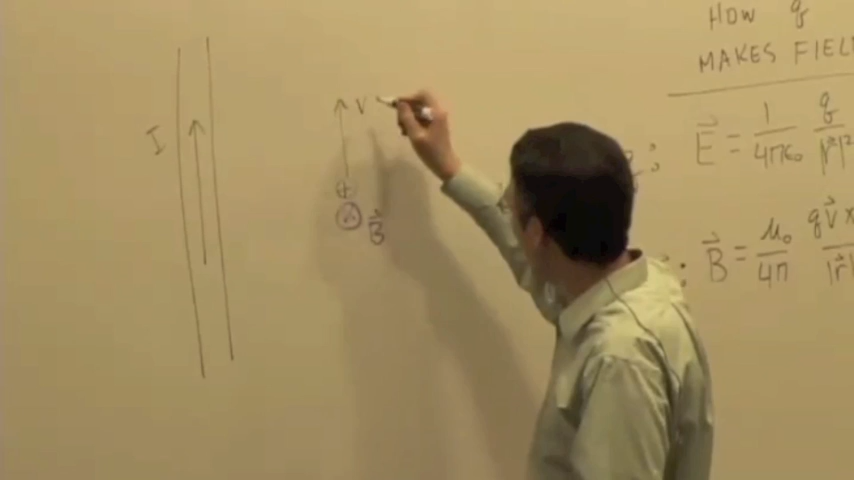 I
V
+
B⃗
HOW q
MAKES FIEL
: E⃗ = 1/4πε₀ q/|r⃗|²
: B⃗ = μ₀/4π qv⃗×/|r⃗|